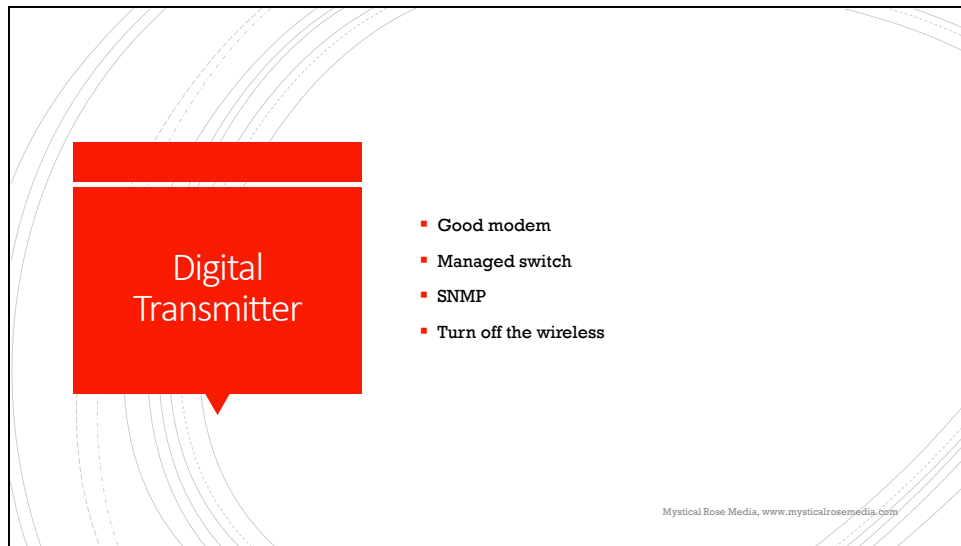 Digital
Transmitter
Good modem
Managed switch
SNMP
Turn off the wireless
Mystical Rose Media, www.mysticalrosemedia.com